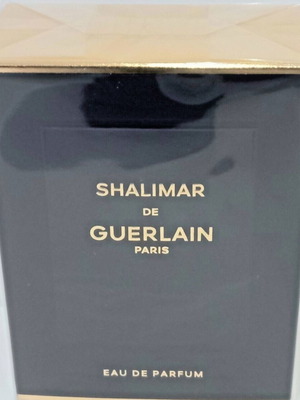 SHALIMAR
DE
GUERLAIN
PARIS
EAU DE PARFUM